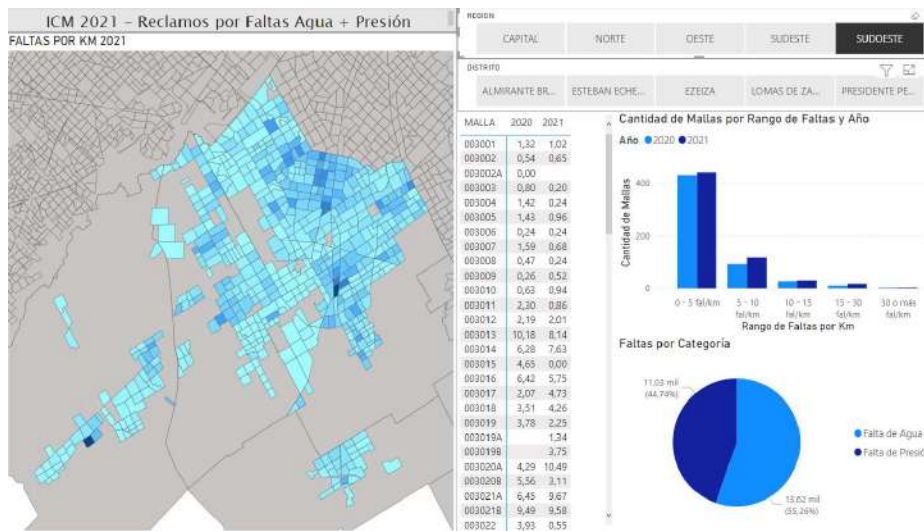 ICM 2021 – Reclamos por Faltas Agua + Presión
FALTAS POR KM 2021
REGION
CAPITAL NORTE OESTE SUDESTE SUDOESTE
DISTRITO
ALMIRANTE BR... ESTEBAN ECHE... EZEIZA LOMAS DE ZA... PRESIDENTE PE...
MALLA 2020 2021
003001 1,32 1,02
003002 0,54 0,65
003002A 0,00
003003 0,80 0,20
003004 1,42 0,24
003005 1,43 0,96
003006 0,24 0,24
003007 1,59 0,68
003008 0,47 0,24
003009 0,26 0,52
003010 0,63 0,94
003011 2,30 0,86
003012 2,19 2,01
003013 10,18 8,14
003014 6,28 7,63
003015 4,65 0,00
003016 6,42 5,75
003017 2,07 4,73
003018 3,51 4,26
003019 3,78 2,25
003019A 1,34
003019B 3,75
003020A 4,29 10,49
003020B 5,56 3,11
003021A 6,45 9,67
003021B 9,49 9,58
003022 3,93 0,55
Cantidad de Mallas por Rango de Faltas y Año
Año 2020 2021
Cantidad de Mallas
400
200
0
0 - 5 fal/km
5 - 10 fal/km
10 - 15 fal/km
15 - 30 fal/km
30 o más fal/km
Rango de Faltas por Km
Faltas por Categoría
11,03 mil
(44,74%)
Falta de Agua
Falta de Presió
13,62 mil
(55,26%)